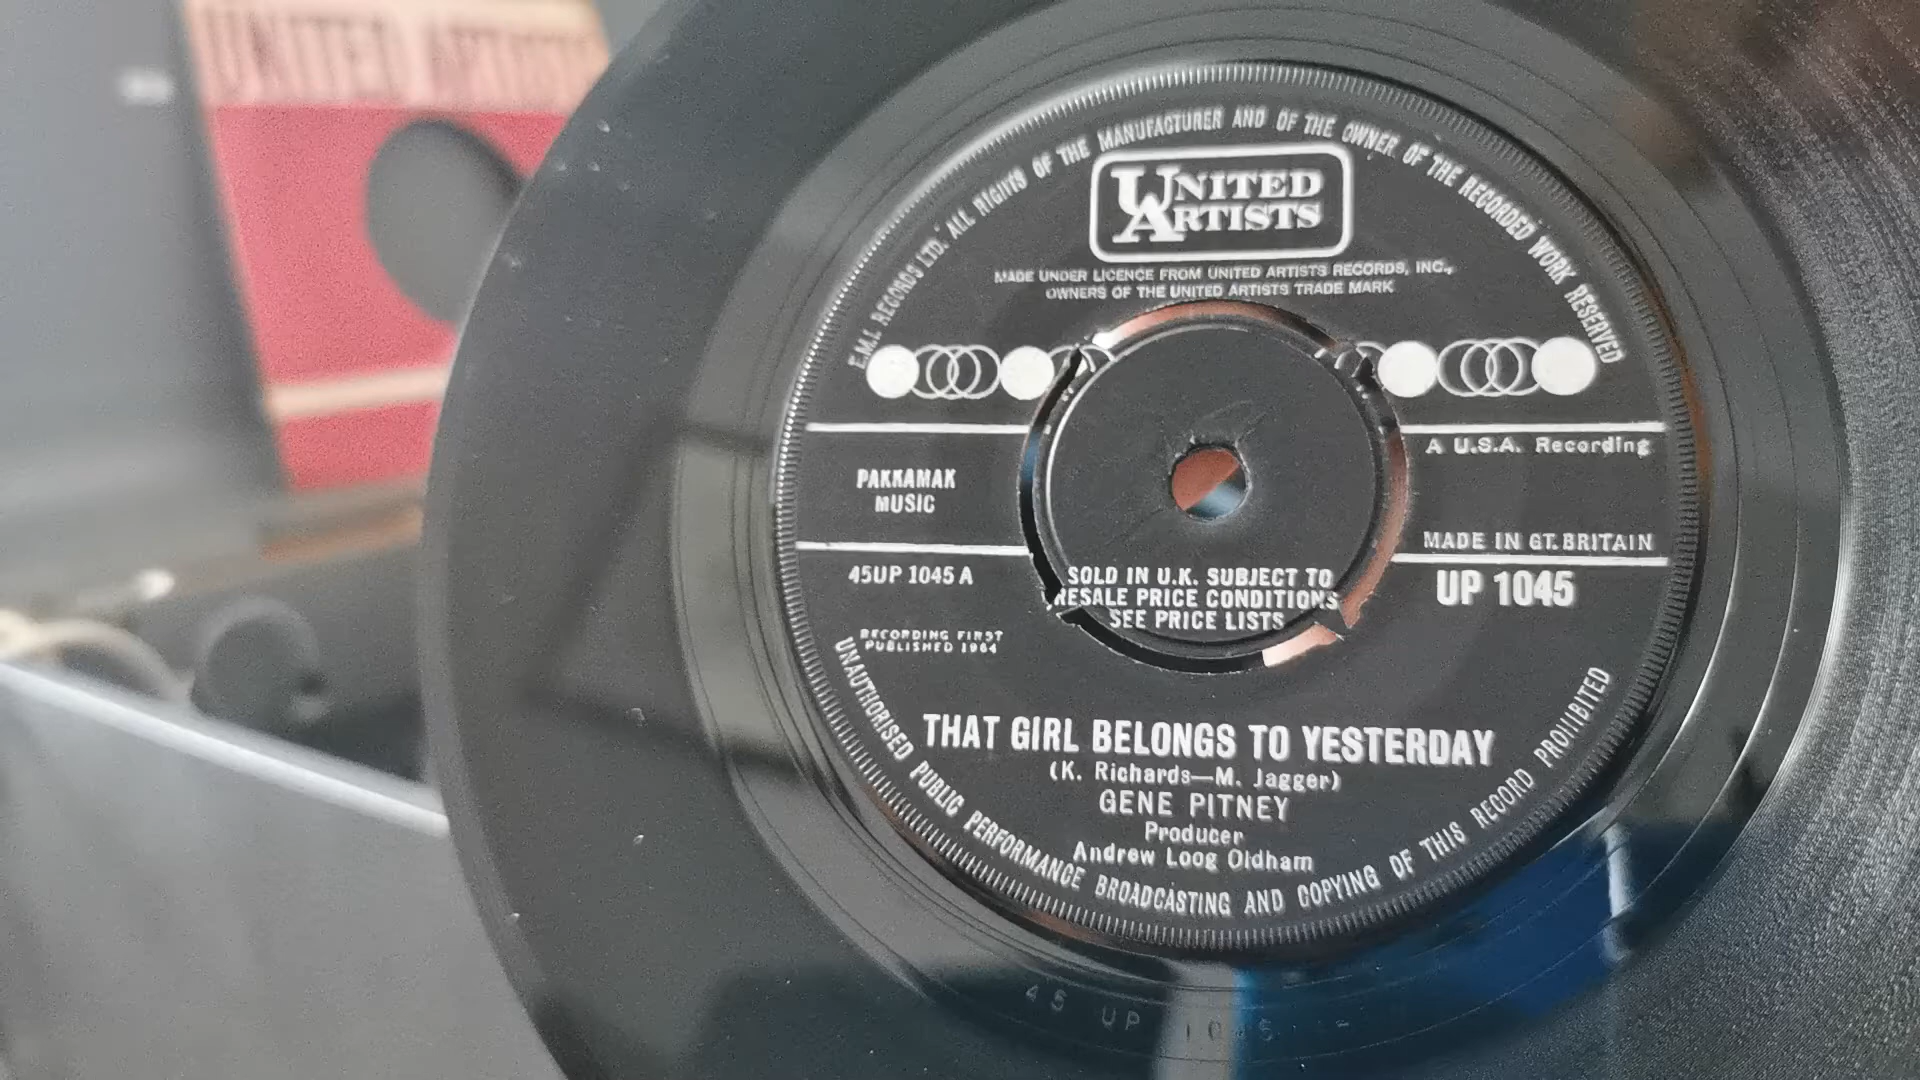 UNITED ARTISTS
E.M.I. RECORDS LTD. ALL RIGHTS OF THE MANUFACTURER AND OF THE OWNER OF THE RECORDED WORK RESERVED
UNITED
ARTISTS
MADE UNDER LICENCE FROM UNITED ARTISTS RECORDS, INC.,
OWNERS OF THE UNITED ARTISTS TRADE MARK
A U.S.A. Recording
PAKKAMAK
MUSIC
MADE IN GT. BRITAIN
45UP 1045 A
UP 1045
SOLD IN U.K. SUBJECT TO
RESALE PRICE CONDITIONS
SEE PRICE LISTS
RECORDING FIRST
PUBLISHED 1964
THAT GIRL BELONGS TO YESTERDAY
(K. Richards—M. Jagger)
GENE PITNEY
Producer
Andrew Loog Oldham
UNAUTHORISED PUBLIC PERFORMANCE BROADCASTING AND COPYING OF THIS RECORD PROHIBITED
45 UP